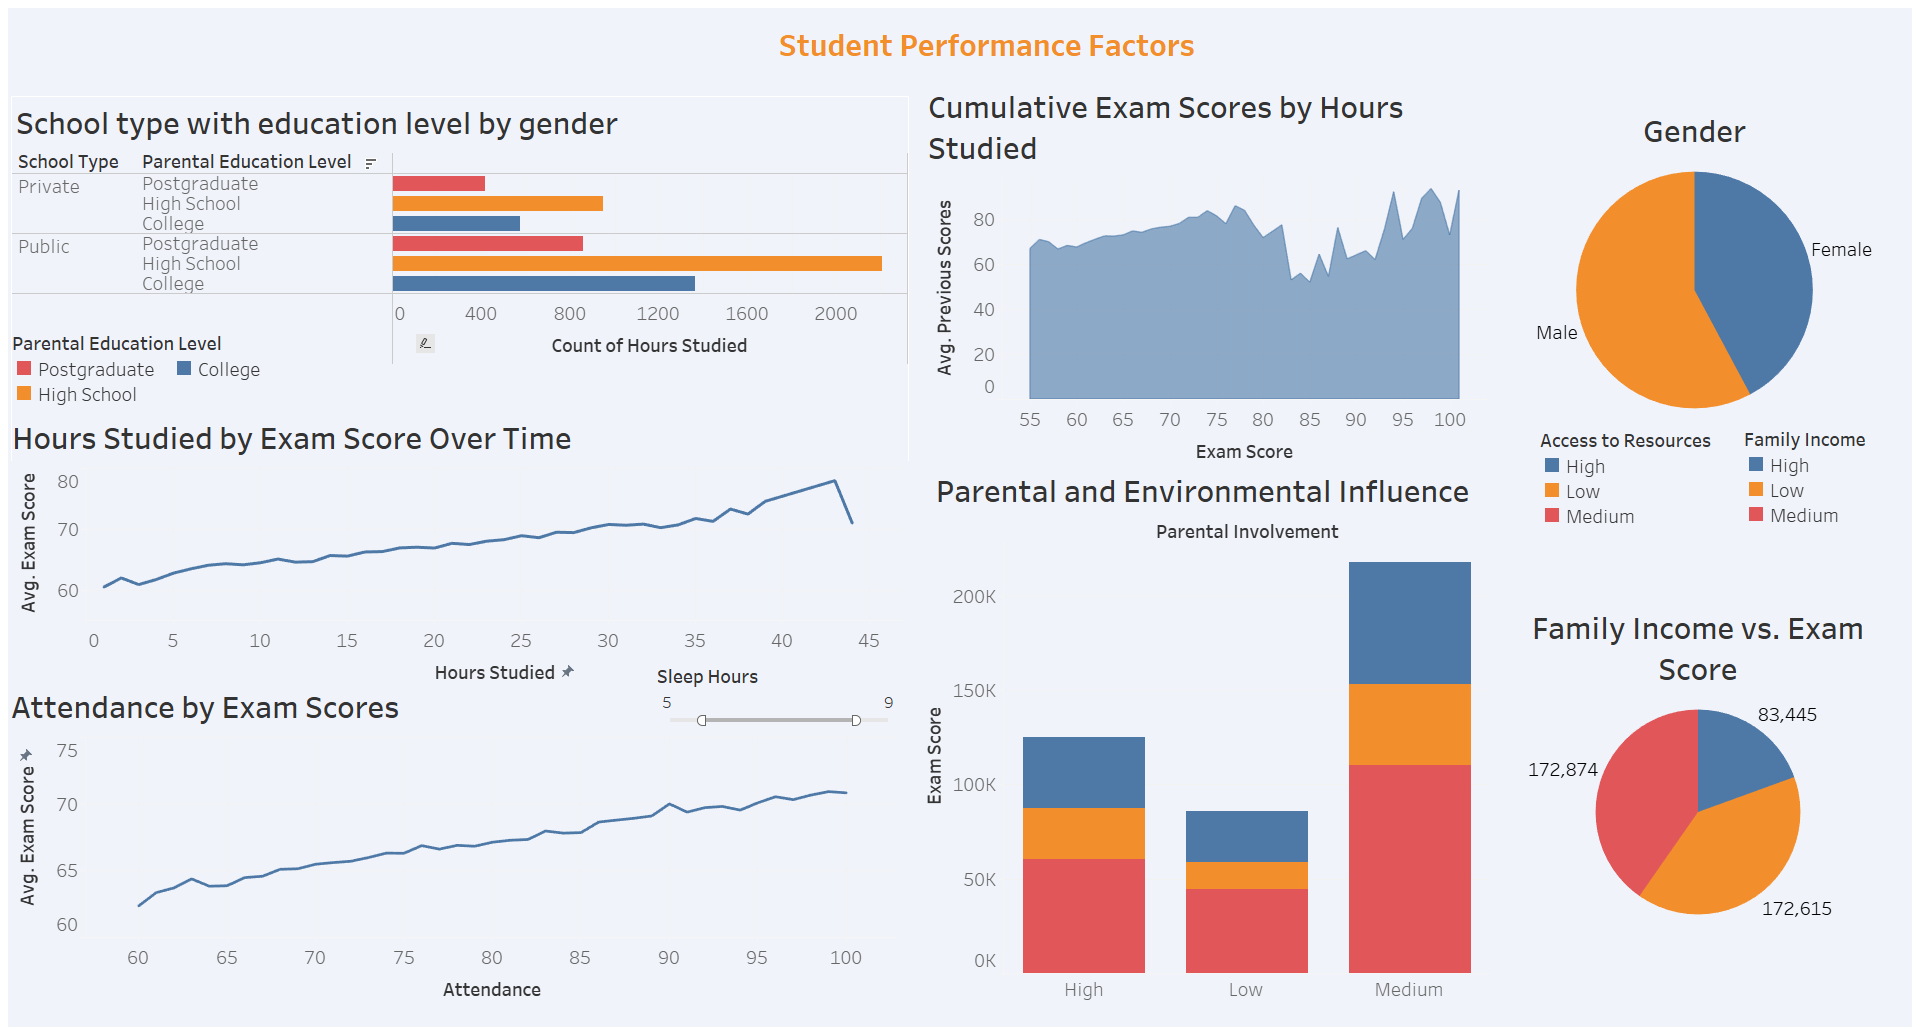 Student Performance Factors
School type with education level by gender
School Type Parental Education Level
Private Postgraduate
High School
College
Public Postgraduate
High School
College
0 400 800 1200 1600 2000
Count of Hours Studied
Parental Education Level
Postgraduate College
High School
Hours Studied by Exam Score Over Time
Avg. Exam Score
80
70
60
0 5 10 15 20 25 30 35 40 45
Hours Studied
Sleep Hours
5 9
Attendance by Exam Scores
Avg. Exam Score
75
70
65
60
60 65 70 75 80 85 90 95 100
Attendance
Cumulative Exam Scores by Hours
Studied
Avg. Previous Scores
80
60
40
20
0
55 60 65 70 75 80 85 90 95 100
Exam Score
Parental and Environmental Influence
Parental Involvement
Exam Score
200K
150K
100K
50K
0K
High Low Medium
Gender
Female
Male
Access to Resources
High
Low
Medium
Family Income
High
Low
Medium
Family Income vs. Exam
Score
83,445
172,874
172,615